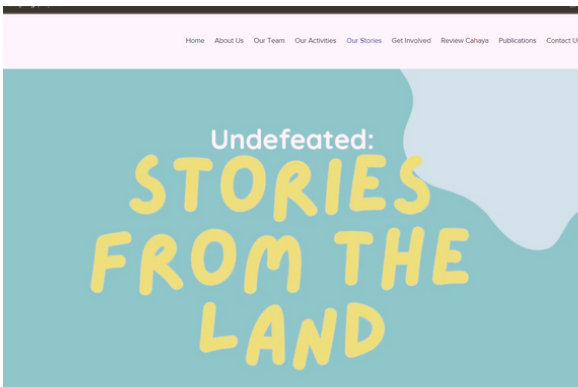 Home About Us Our Team Our Activities Our Stories Get Involved Review Cahaya Publications Contact U
Undefeated:
STORIES
FROM THE
LAND